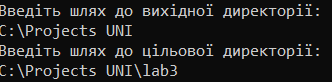 Введіть шлях до вихідної директорії:
C:\Projects UNI
Введіть шлях до цільової директорії:
C:\Projects UNI\lab3